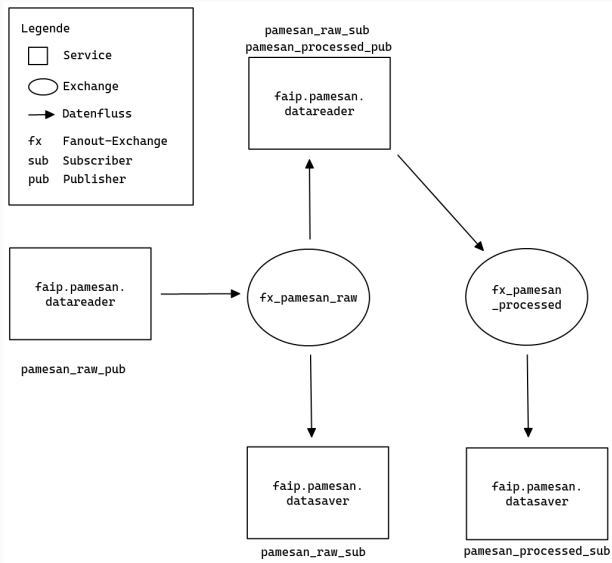 Legende
Service
Exchange
Datenfluss
fx Fanout-Exchange
sub Subscriber
pub Publisher
pamesan_raw_sub
pamesan_processed_pub
faip.pamesan.
datareader
faip.pamesan.
datareader
pamesan_raw_pub
fx_pamesan_raw
fx_pamesan
_processed
faip.pamesan.
datasaver
pamesan_raw_sub
faip.pamesan.
datasaver
pamesan_processed_sub